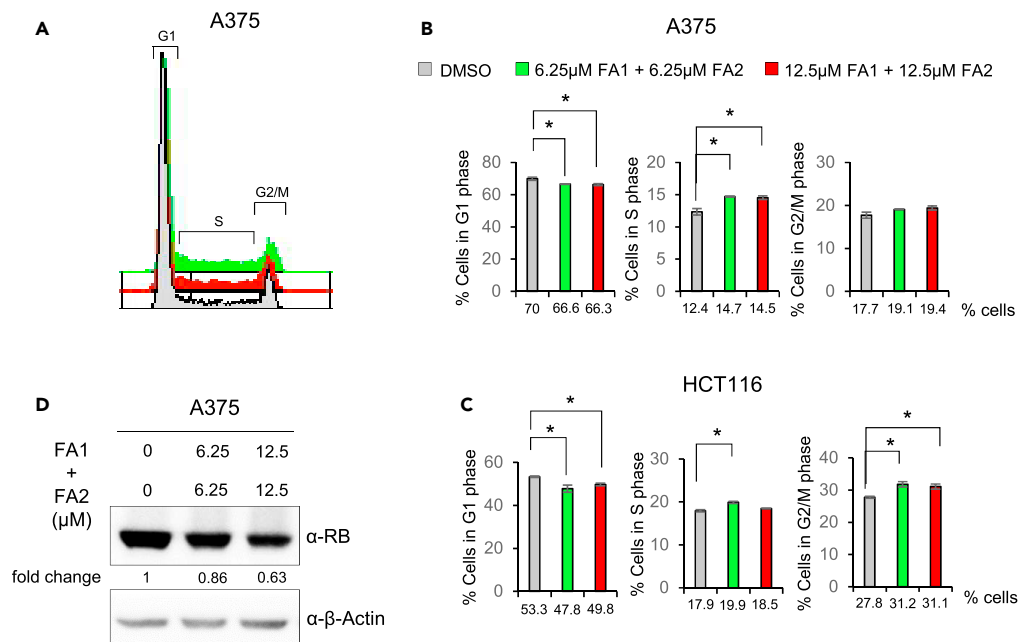 A
A375
G1
S
G2/M
B
A375
DMSO
6.25µM FA1 + 6.25µM FA2
12.5µM FA1 + 12.5µM FA2
% Cells in G1 phase
80
60
40
20
0
*
*
70 66.6 66.3
% Cells in S phase
20
15
10
5
0
*
*
12.4 14.7 14.5
% Cells in G2/M phase
30
20
10
0
17.7 19.1 19.4
% cells
D
A375
FA1
+
FA2
(µM)
0 6.25 12.5
0 6.25 12.5
α-RB
fold change 1 0.86 0.63
α-β-Actin
C
HCT116
% Cells in G1 phase
60
40
20
0
*
*
53.3 47.8 49.8
% Cells in S phase
30
20
10
0
*
17.9 19.9 18.5
% Cells in G2/M phase
40
30
20
10
0
*
*
27.8 31.2 31.1
% cells